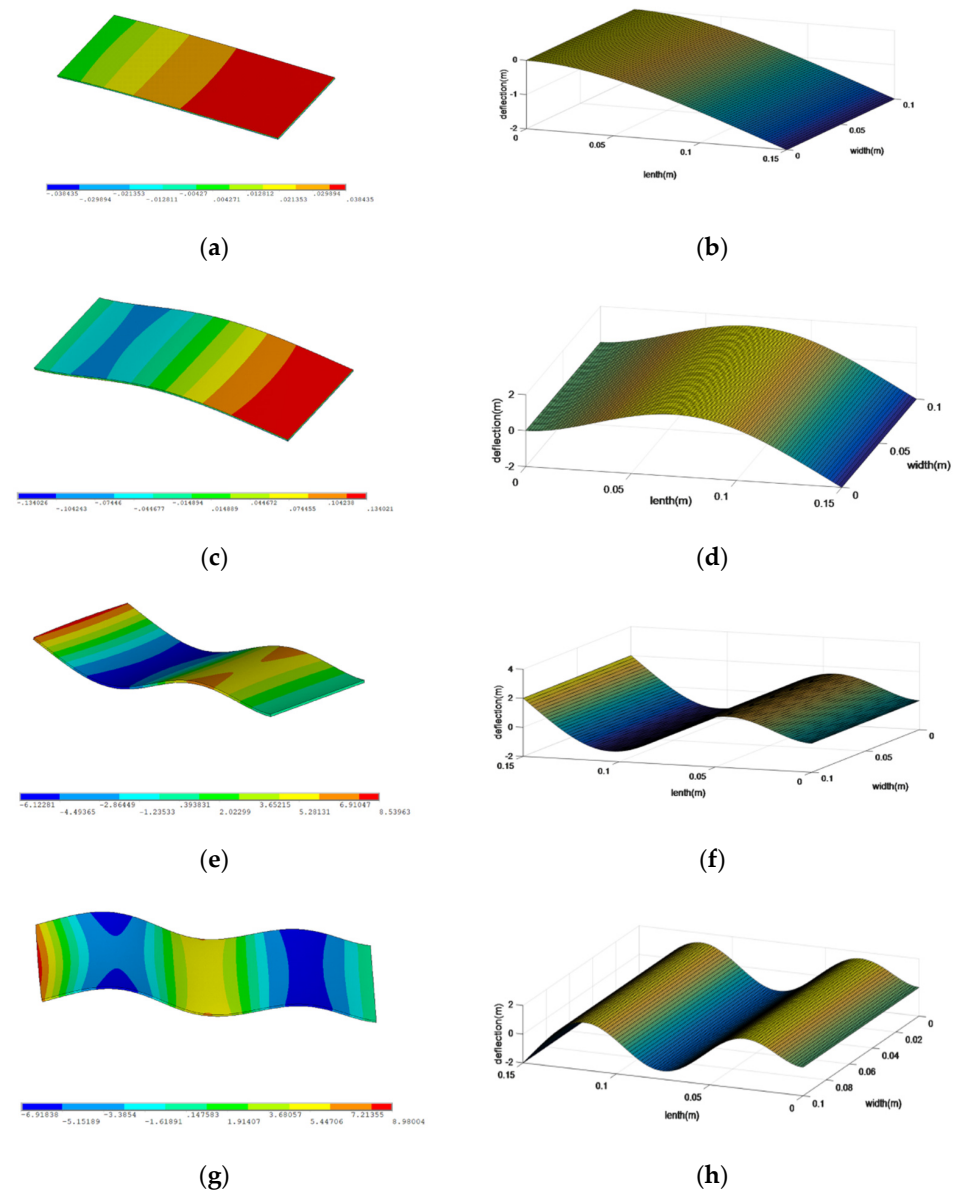 -.038435 -.021353 -.00427 .012812 .029894
-.029894 -.012811 .004271 .021353 .038435
(a)
deflection(m)
0
-1
-2
0
0.05
0.1
0.15
lenth(m)
0
0.05
0.1
width(m)
(b)
-.134026 -.07446 -.014894 .044672 .104238
-.104243 -.044677 .014889 .074455 .134021
(c)
deflection(m)
2
0
-2
0
0.05
0.1
0.15
lenth(m)
0
0.05
0.1
width(m)
(d)
-6.12281 -2.86449 .393831 3.65215 6.91047
-4.49365 -1.23533 2.02299 5.28131 8.53963
(e)
deflection(m)
4
2
0
-2
0.15
0.1
0.05
0
lenth(m)
0.1
0.05
0
width(m)
(f)
-6.91838 -3.3854 .147583 3.68057 7.21355
-5.15189 -1.61891 1.91407 5.44706 8.98004
(g)
deflection(m)
2
0
-2
0.15
0.1
0.05
0
lenth(m)
0.1
0.08
0.06
0.04
0.02
0
width(m)
(h)